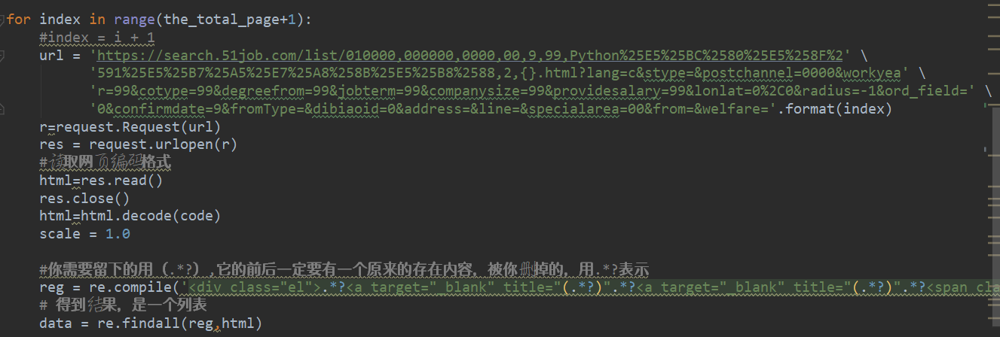 for index in range(the_total_page+1):
#index = i + 1
url = 'https://search.51job.com/list/010000,000000,0000,00,9,99,Python%25E5%25BC%2580%25E5%258F%2' \
'591%25E5%25B7%25A5%25E7%25A8%258B%25E5%25B8%2588,2,{}.html?lang=c&stype=&postchannel=0000&workyea' \
'r=99&cotype=99&degreefrom=99&jobterm=99&companysize=99&providesalary=99&lonlat=0%2C0&radius=-1&ord_field=' \
'0&confirmdate=9&fromType=&dibiaoid=0&address=&line=&specialarea=00&from=&welfare='.format(index)
r=request.Request(url)
res = request.urlopen(r)
#读取网页编码格式
html=res.read()
res.close()
html=html.decode(code)
scale = 1.0
#你需要留下的用（.*?）,它的前后一定要有一个原来的存在内容，被你删掉的，用.*?表示
reg = re.compile('<div class="el">.*?<a target="_blank" title="(.*?)".*?<a target="_blank" title="(.*?)".*?<span cla
# 得到结果，是一个列表
data = re.findall(reg,html)